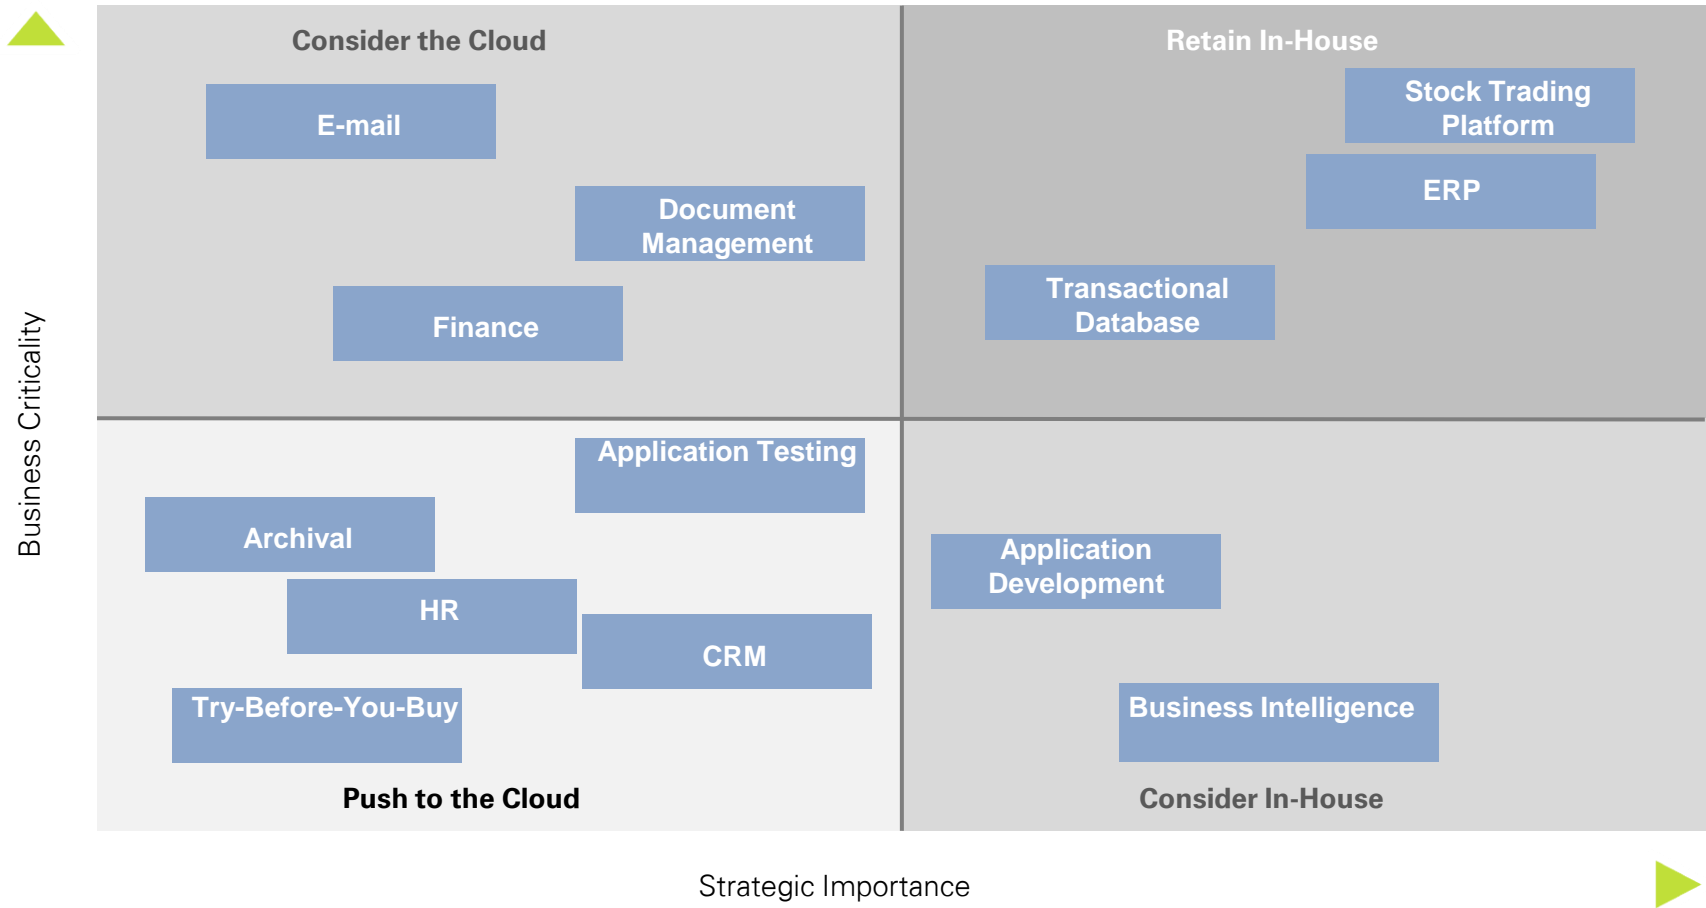 Consider the Cloud
Retain In-House
E-mail
Document
Management
Finance
Stock Trading
Platform
ERP
Transactional
Database
Business Criticality
Application Testing
Archival
HR
CRM
Try-Before-You-Buy
Push to the Cloud
Application
Development
Business Intelligence
Consider In-House
Strategic Importance